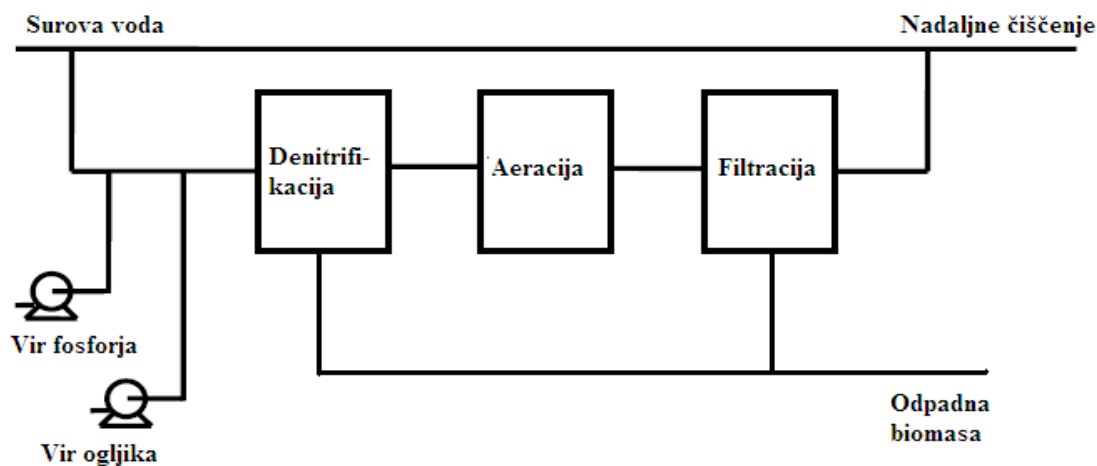 Surova voda
Nadaljne čiščenje
Denitrifi-
kacija
Aeracija
Filtracija
Vir fosforja
Vir ogljika
Odpadna
biomasa